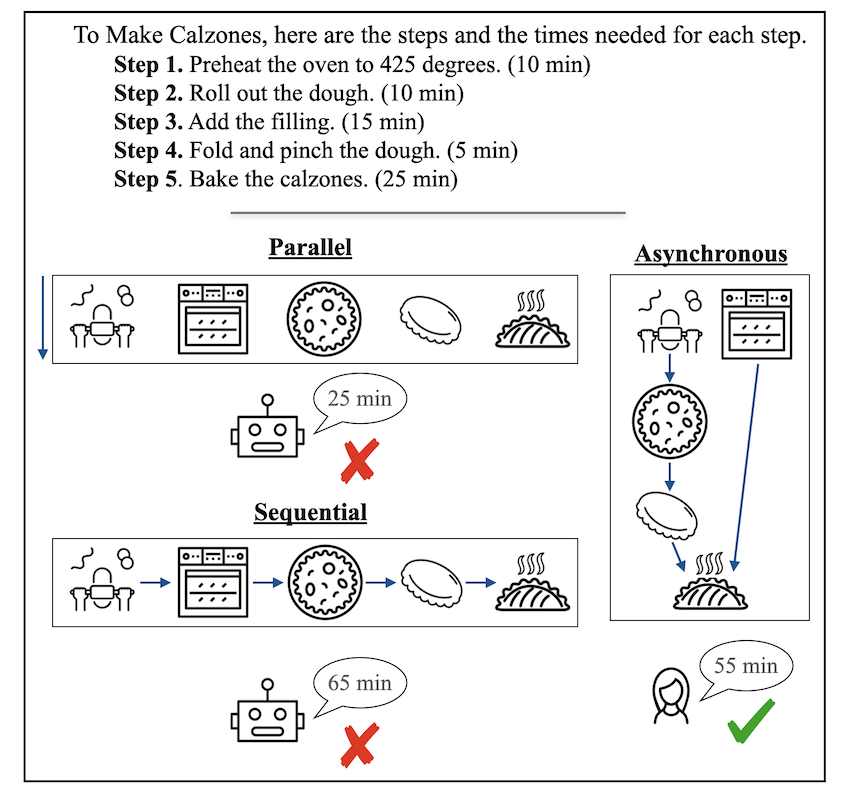 To Make Calzones, here are the steps and the times needed for each step.
Step 1. Preheat the oven to 425 degrees. (10 min)
Step 2. Roll out the dough. (10 min)
Step 3. Add the filling. (15 min)
Step 4. Fold and pinch the dough. (5 min)
Step 5. Bake the calzones. (25 min)
Parallel
25 min
Sequential
65 min
Asynchronous
55 min